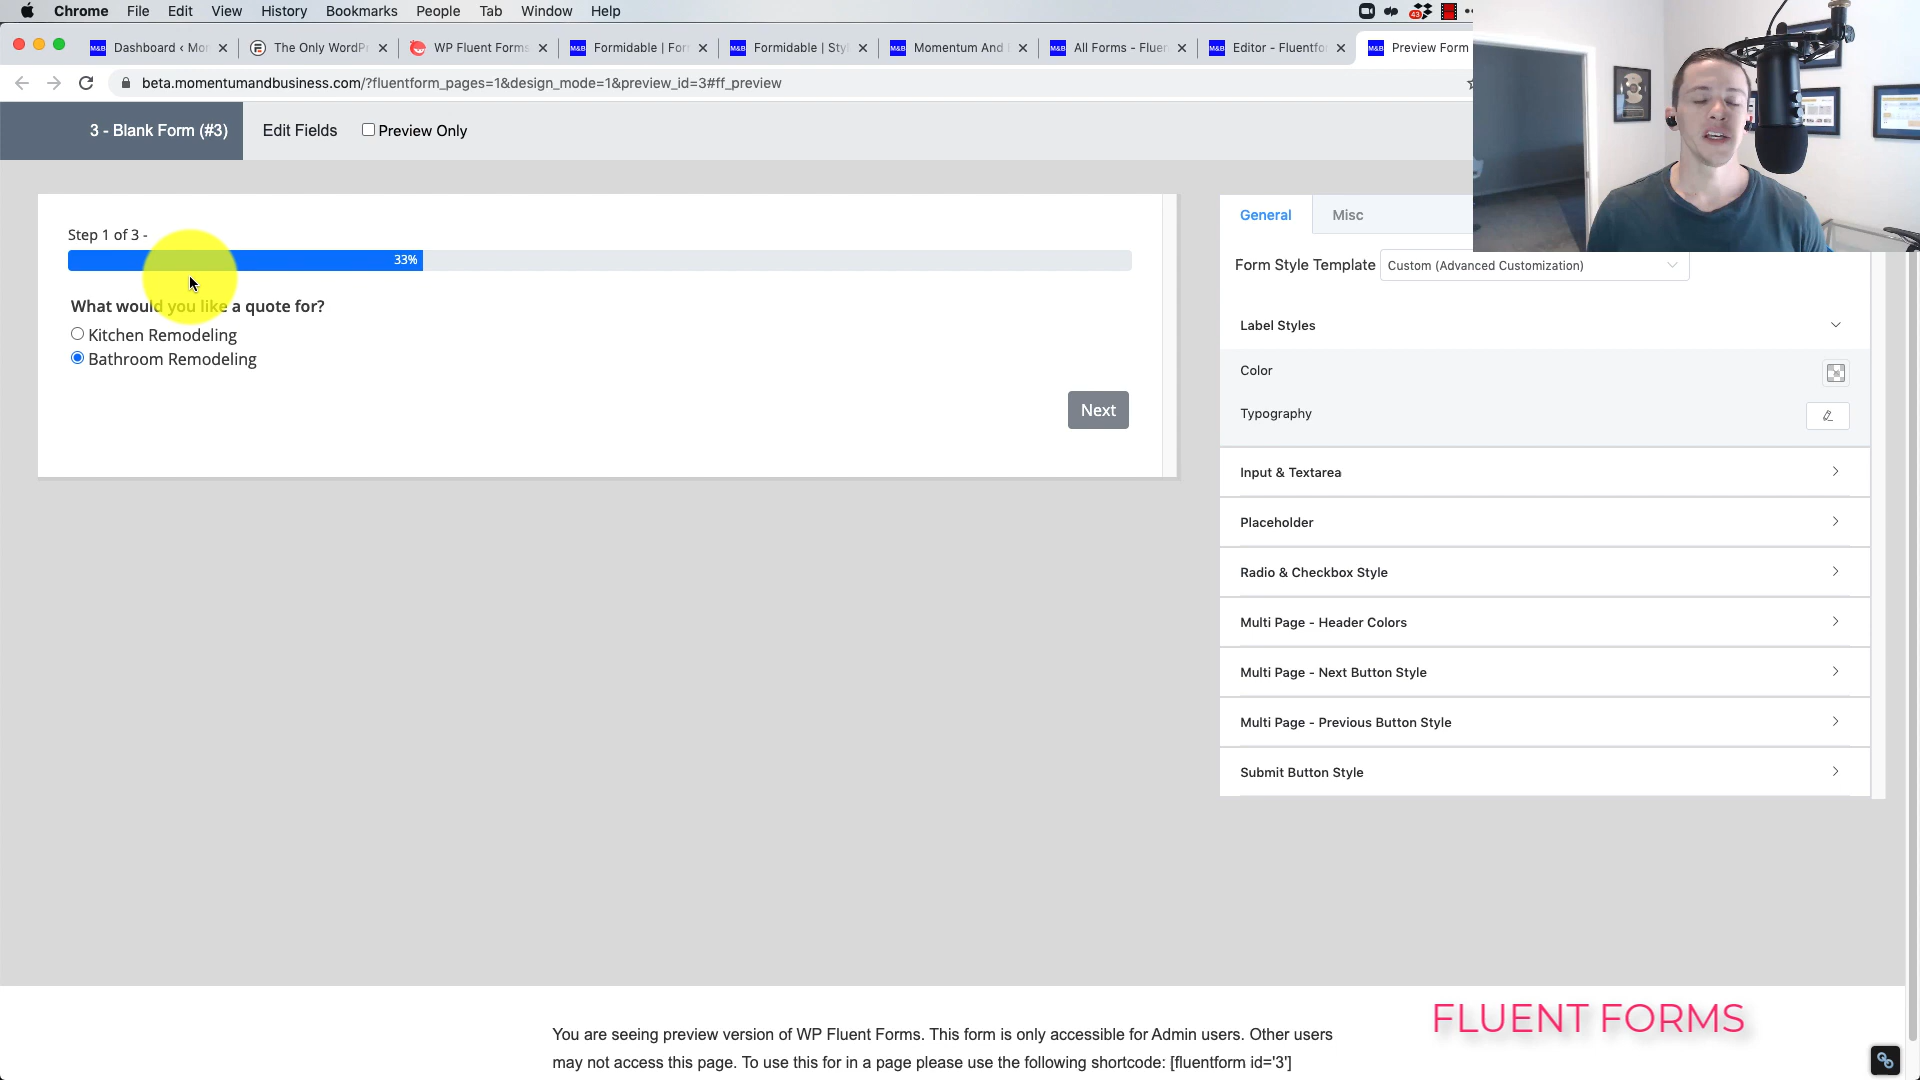 Chrome File Edit View History Bookmarks People Tab Window Help
43
M&B Dashboard ‹ Mo
The Only WordP
WP Fluent Forms
M&B Formidable | For
M&B Formidable | Sty
M&B Momentum And
M&B All Forms - Fluen
M&B Editor - Fluentfo
M&B Preview Form
beta.momentumandbusiness.com/?fluentform_pages=1&design_mode=1&preview_id=3#ff_preview
3 - Blank Form (#3) Edit Fields Preview Only
Step 1 of 3 -
33%
What would you like a quote for?
Kitchen Remodeling
Bathroom Remodeling
Next
General Misc
Form Style Template Custom (Advanced Customization)
Label Styles
Color
Typography
Input & Textarea
Placeholder
Radio & Checkbox Style
Multi Page - Header Colors
Multi Page - Next Button Style
Multi Page - Previous Button Style
Submit Button Style
You are seeing preview version of WP Fluent Forms. This form is only accessible for Admin users. Other users
may not access this page. To use this for in a page please use the following shortcode: [fluentform id='3']
FLUENT FORMS